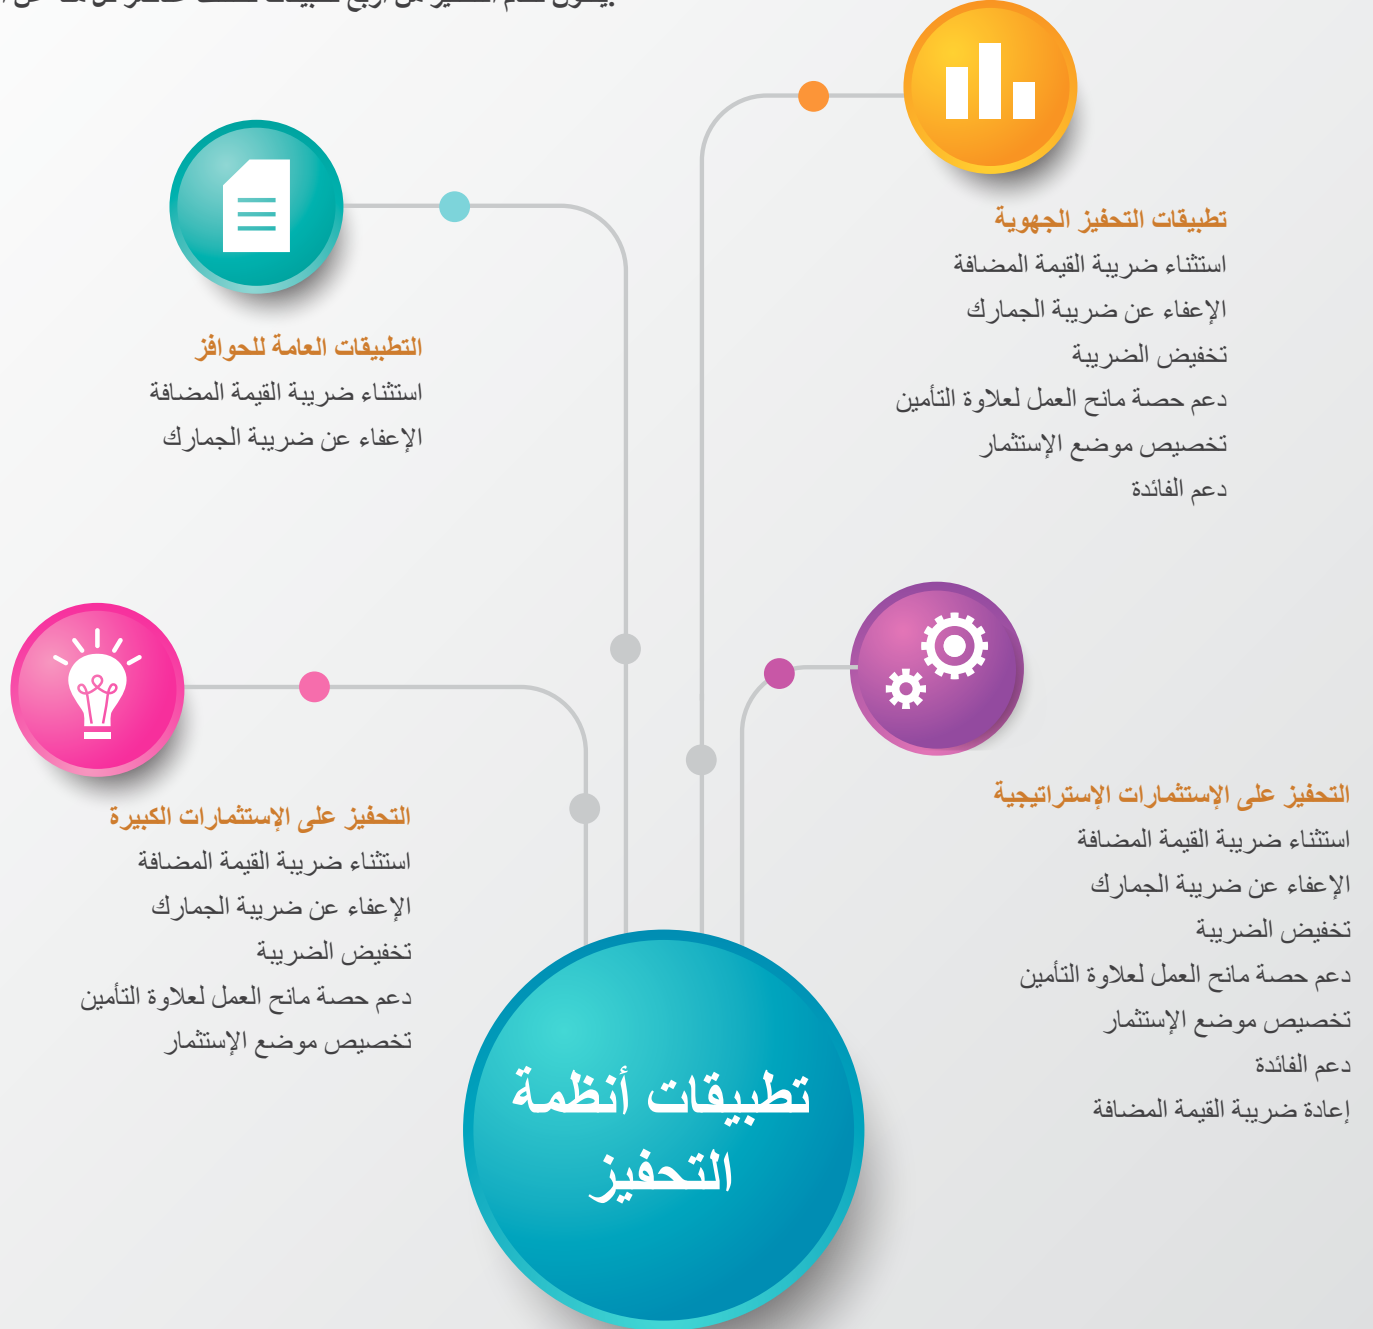 تطبيقات التحفيز الجهوية
استثناء ضريبة القيمة المضافة
الإعفاء عن ضريبة الجمارك
تخفيض الضريبة
دعم حصة مانح العمل لعلاوة التأمين
تخصيص موضع الإستثمار
دعم الفائدة
التطبيقات العامة للحوافز
استثناء ضريبة القيمة المضافة
الإعفاء عن ضريبة الجمارك
التحفيز على الإستثمارات الإستراتيجية
استثناء ضريبة القيمة المضافة
الإعفاء عن ضريبة الجمارك
تخفيض الضريبة
دعم حصة مانح العمل لعلاوة التأمين
تخصيص موضع الإستثمار
دعم الفائدة
إعادة ضريبة القيمة المضافة
التحفيز على الإستثمارات الكبيرة
استثناء ضريبة القيمة المضافة
الإعفاء عن ضريبة الجمارك
تخفيض الضريبة
دعم حصة مانح العمل لعلاوة التأمين
تخصيص موضع الإستثمار
تطبيقات أنظمة
التحفيز